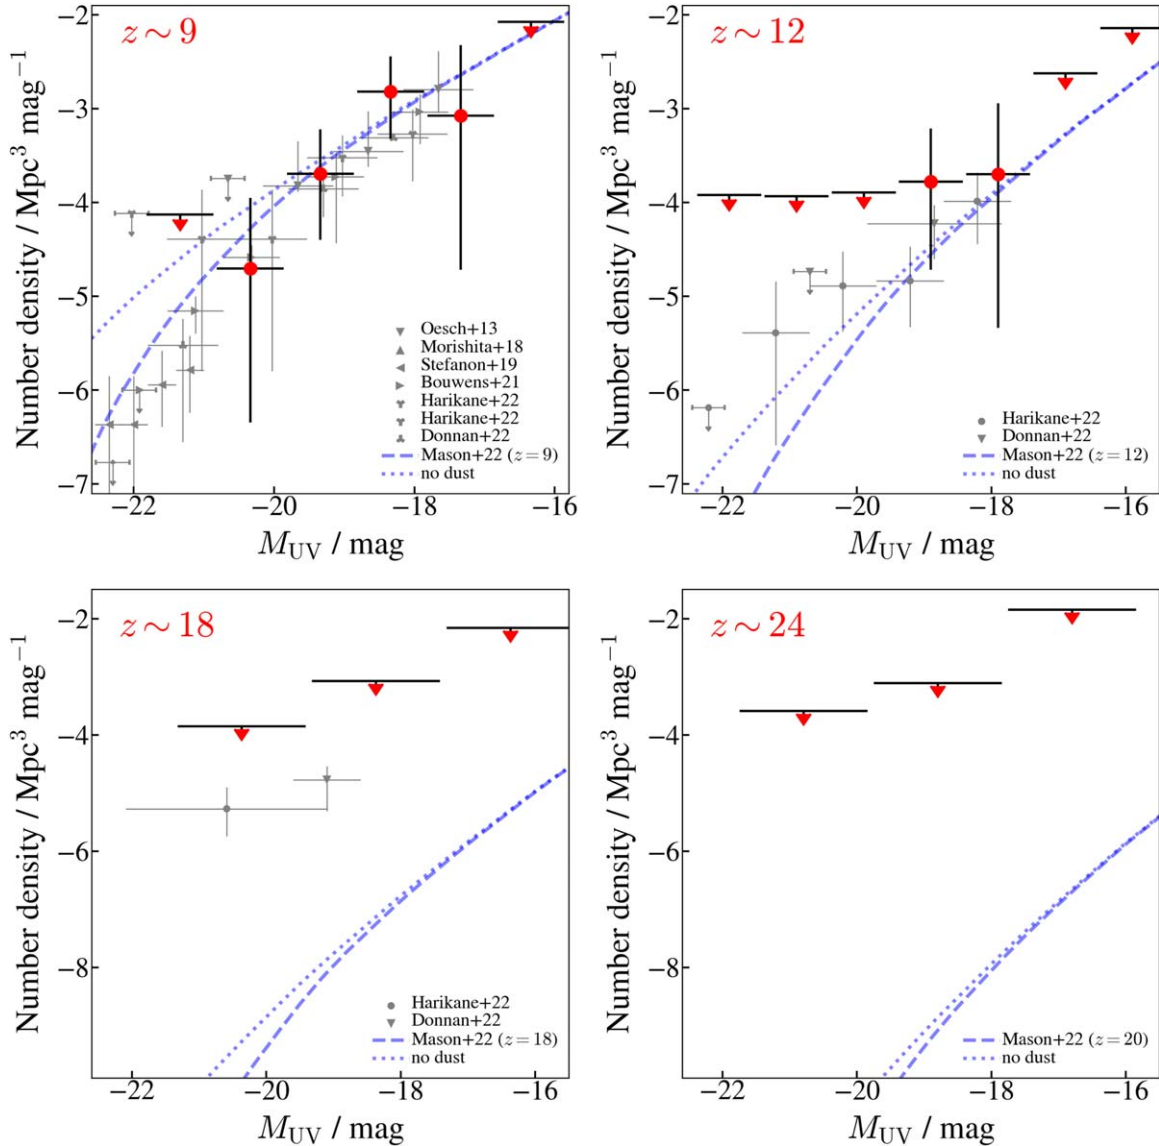 z ~ 9
−2
−3
−4
−5
−6
−7
Number density / Mpc³ mag⁻¹
Oesch+13
Morishita+18
Stefanon+19
Bouwens+21
Harikane+22
Harikane+22
Donnan+22
Mason+22 (z = 9)
no dust
−22
−20
−18
−16
M_UV / mag
z ~ 12
−2
−3
−4
−5
−6
−7
Number density / Mpc³ mag⁻¹
Harikane+22
Donnan+22
Mason+22 (z = 12)
no dust
−22
−20
−18
−16
M_UV / mag
z ~ 18
−2
−4
−6
−8
Number density / Mpc³ mag⁻¹
Harikane+22
Donnan+22
Mason+22 (z = 18)
no dust
−22
−20
−18
−16
M_UV / mag
z ~ 24
−2
−4
−6
−8
Number density / Mpc³ mag⁻¹
Mason+22 (z = 20)
no dust
−22
−20
−18
−16
M_UV / mag